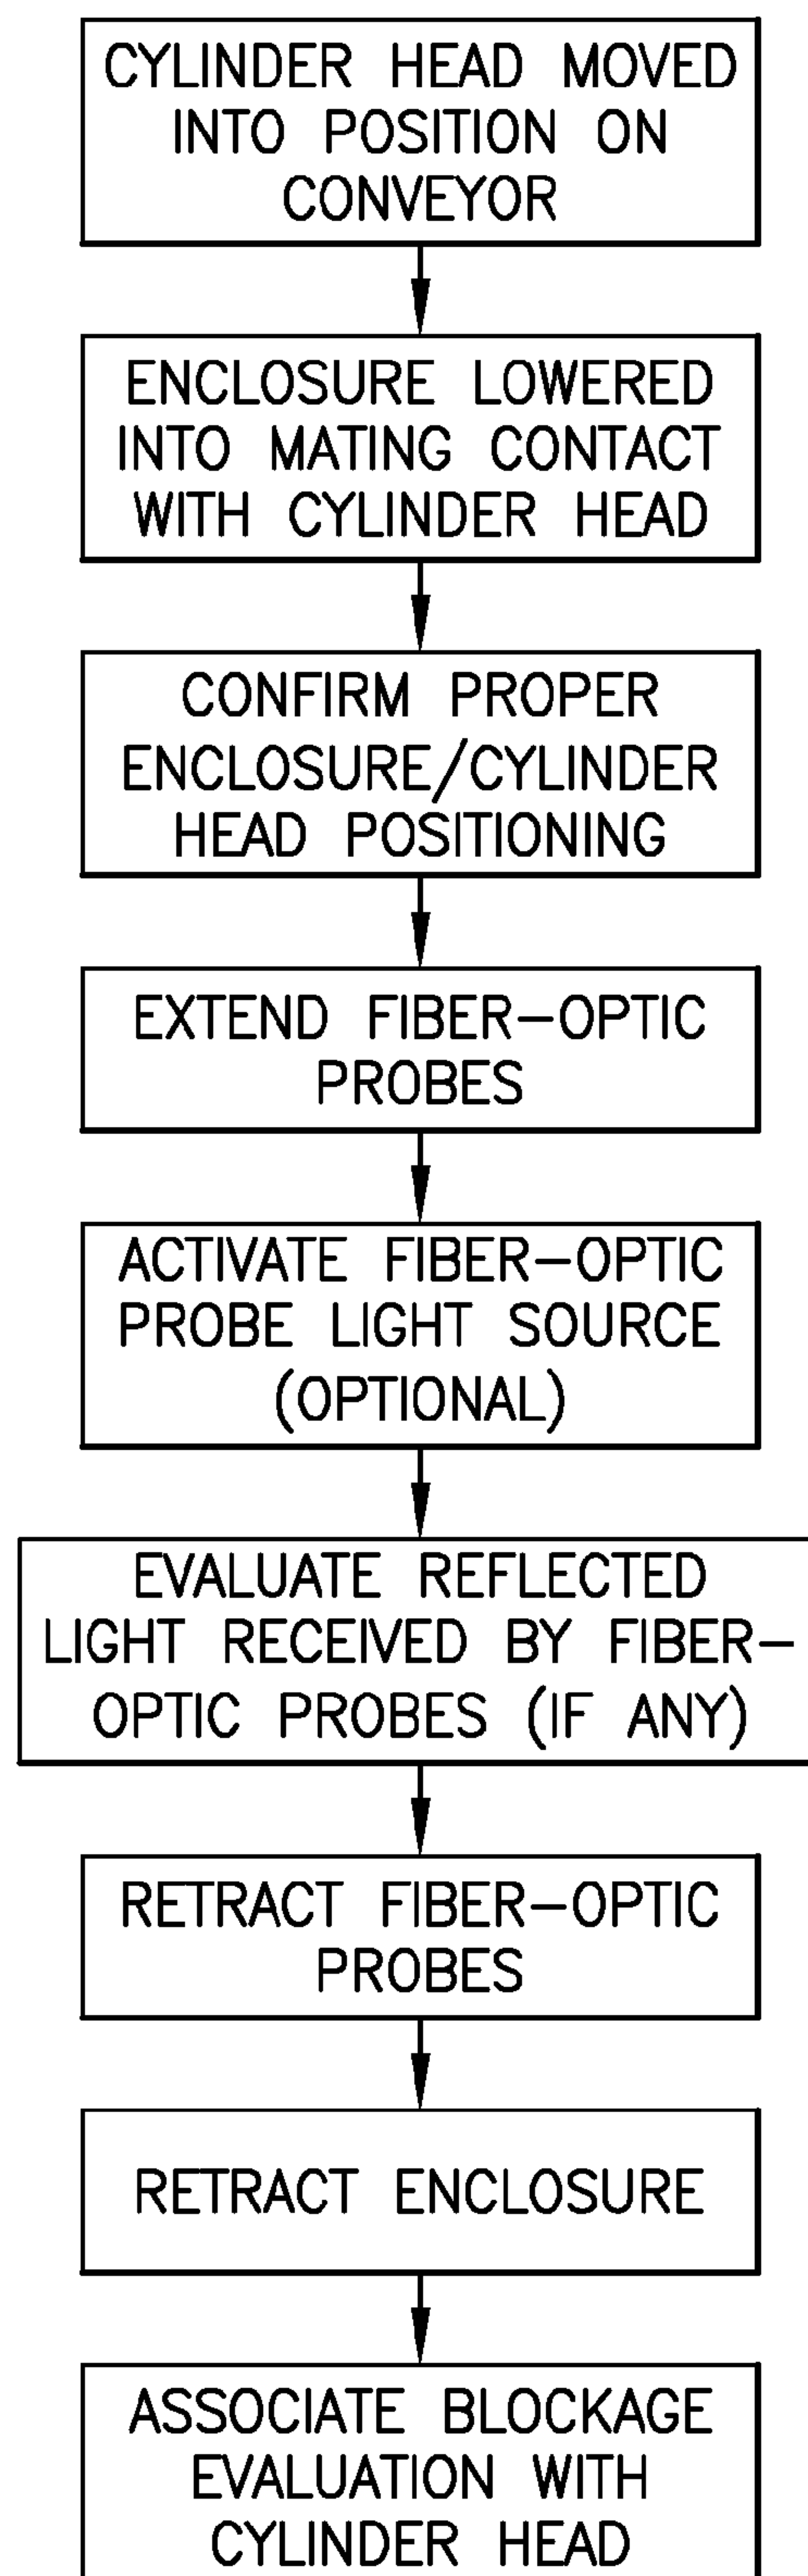 CYLINDER HEAD MOVED
INTO POSITION ON
CONVEYOR
ENCLOSURE LOWERED
INTO MATING CONTACT
WITH CYLINDER HEAD
CONFIRM PROPER
ENCLOSURE/CYLINDER
HEAD POSITIONING
EXTEND FIBER-OPTIC
PROBES
ACTIVATE FIBER-OPTIC
PROBE LIGHT SOURCE
(OPTIONAL)
EVALUATE REFLECTED
LIGHT RECEIVED BY FIBER-
OPTIC PROBES (IF ANY)
RETRACT FIBER-OPTIC
PROBES
RETRACT ENCLOSURE
ASSOCIATE BLOCKAGE
EVALUATION WITH
CYLINDER HEAD